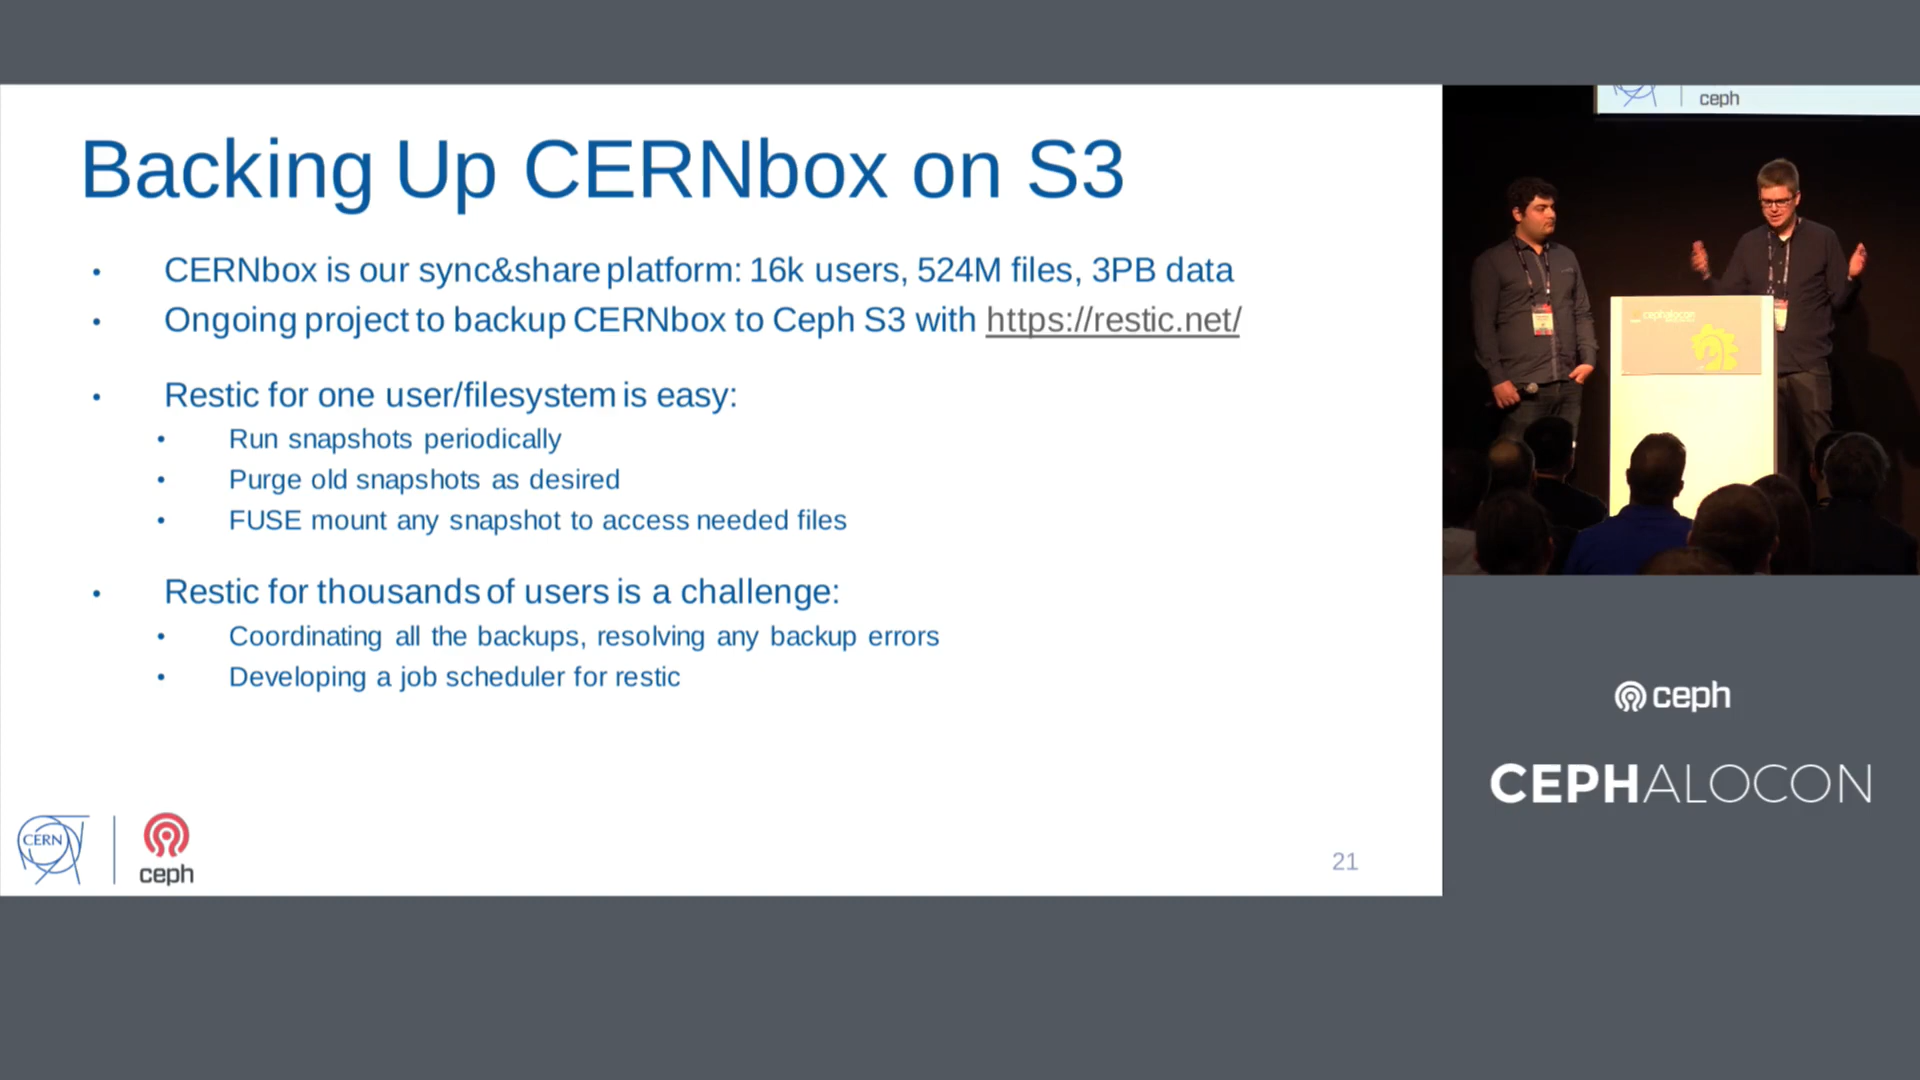 Backing Up CERNbox on S3
• CERNbox is our sync&share platform: 16k users, 524M files, 3PB data
• Ongoing project to backup CERNbox to Ceph S3 with https://restic.net/
• Restic for one user/filesystem is easy:
• Run snapshots periodically
• Purge old snapshots as desired
• FUSE mount any snapshot to access needed files
• Restic for thousands of users is a challenge:
• Coordinating all the backups, resolving any backup errors
• Developing a job scheduler for restic
CERN
ceph
21
ceph
cephalocon
ceph
CEPHALOCON